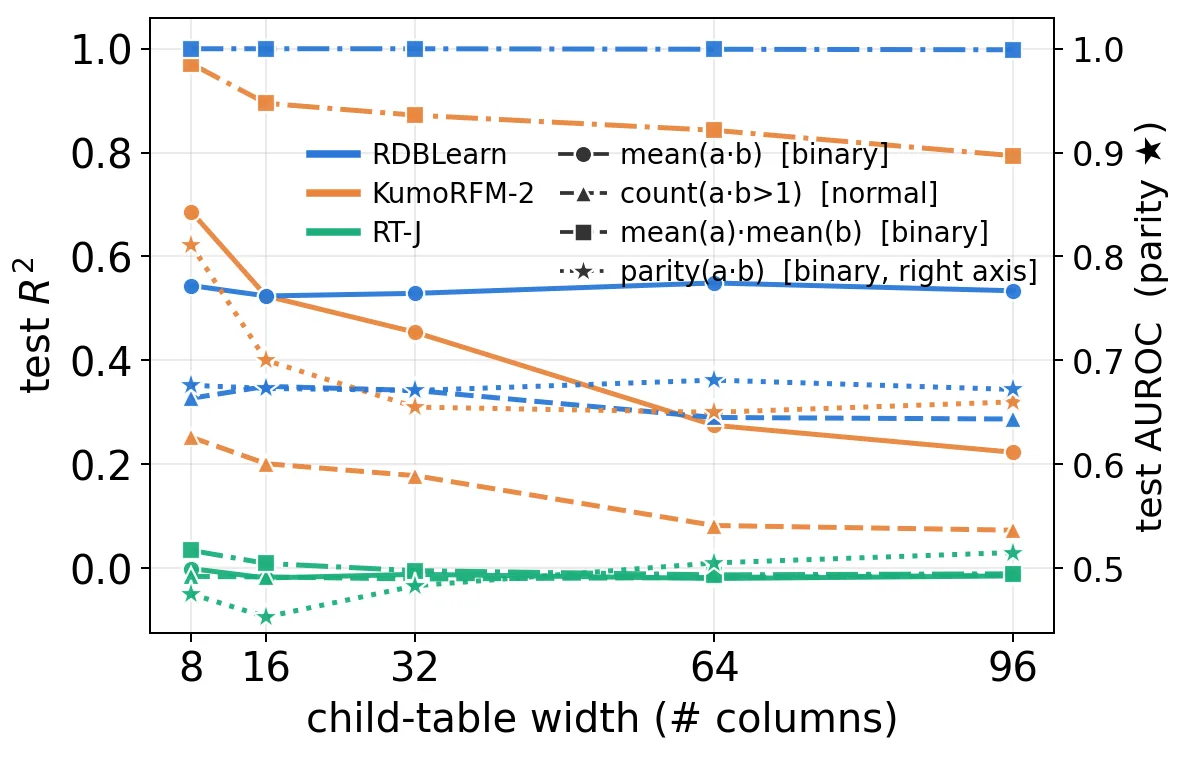 1.0
0.8
0.6
0.4
0.2
0.0
test R²
1.0
0.9
0.8
0.7
0.6
0.5
test AUROC (parity ★)
RDBLearn
KumoRFM-2
RT-J
mean(a·b) [binary]
count(a·b>1) [normal]
mean(a)·mean(b) [binary]
parity(a·b) [binary, right axis]
8 16 32 64 96
child-table width (# columns)